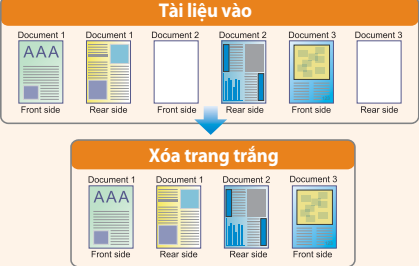 Tài liệu vào
Document 1 Document 1 Document 2 Document 2 Document 3 Document 3
AAA
Front side Rear side Front side Rear side Front side Rear side
Xóa trang trắng
Document 1 Document 1 Document 2 Document 3
AAA
Front side Rear side Rear side Front side